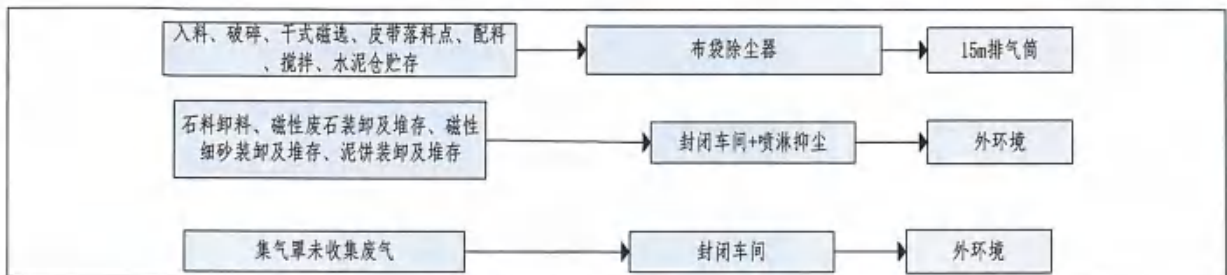 入料、破碎、干式磁选、皮带落料点、配料
、搅拌、水泥仓贮存
布袋除尘器
15m排气筒
石料卸料、磁性废石装卸及堆存、磁性
细砂装卸及堆存、泥饼装卸及堆存
封闭车间+喷淋抑尘
外环境
集气罩未收集废气
封闭车间
外环境